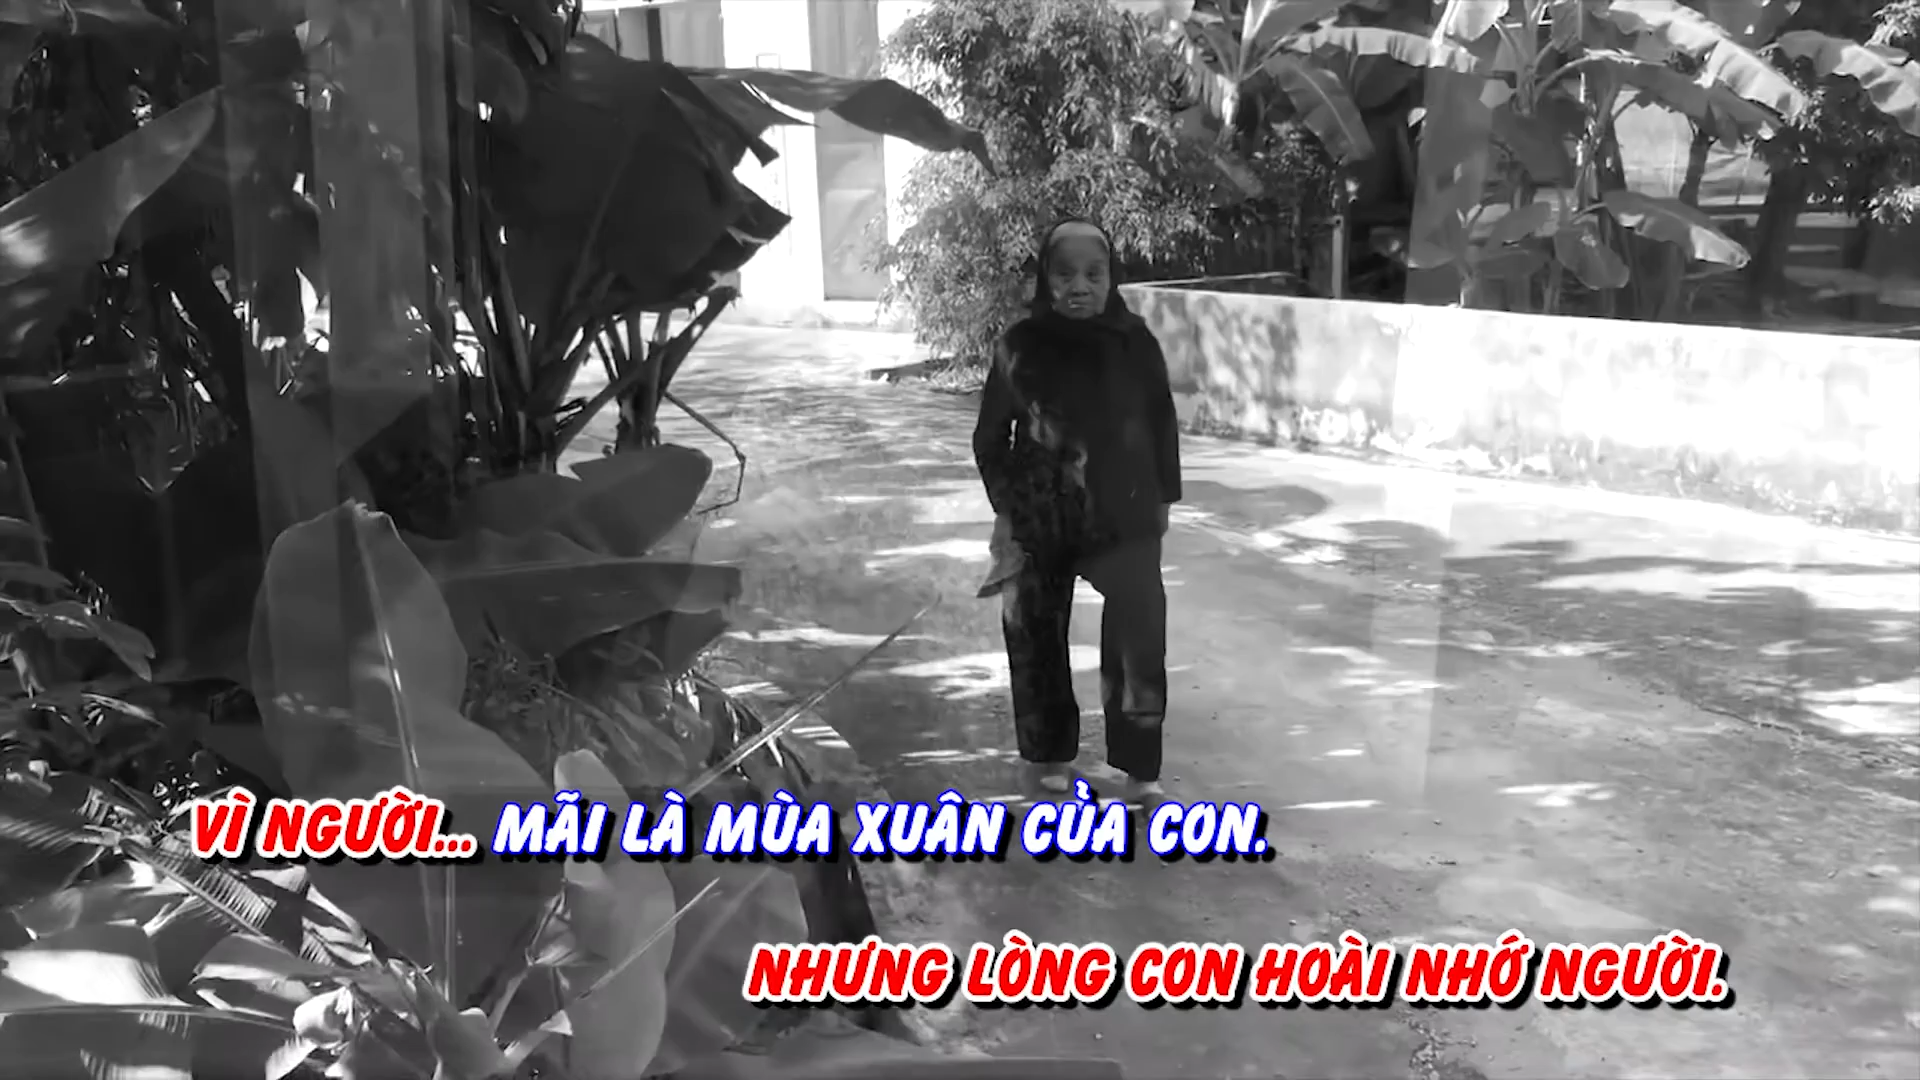 VÌ NGƯỜI... MÃI LÀ MÙA XUÂN CỦA CON.
NHƯNG LÒNG CON HOÀI NHỚ NGƯỜI.